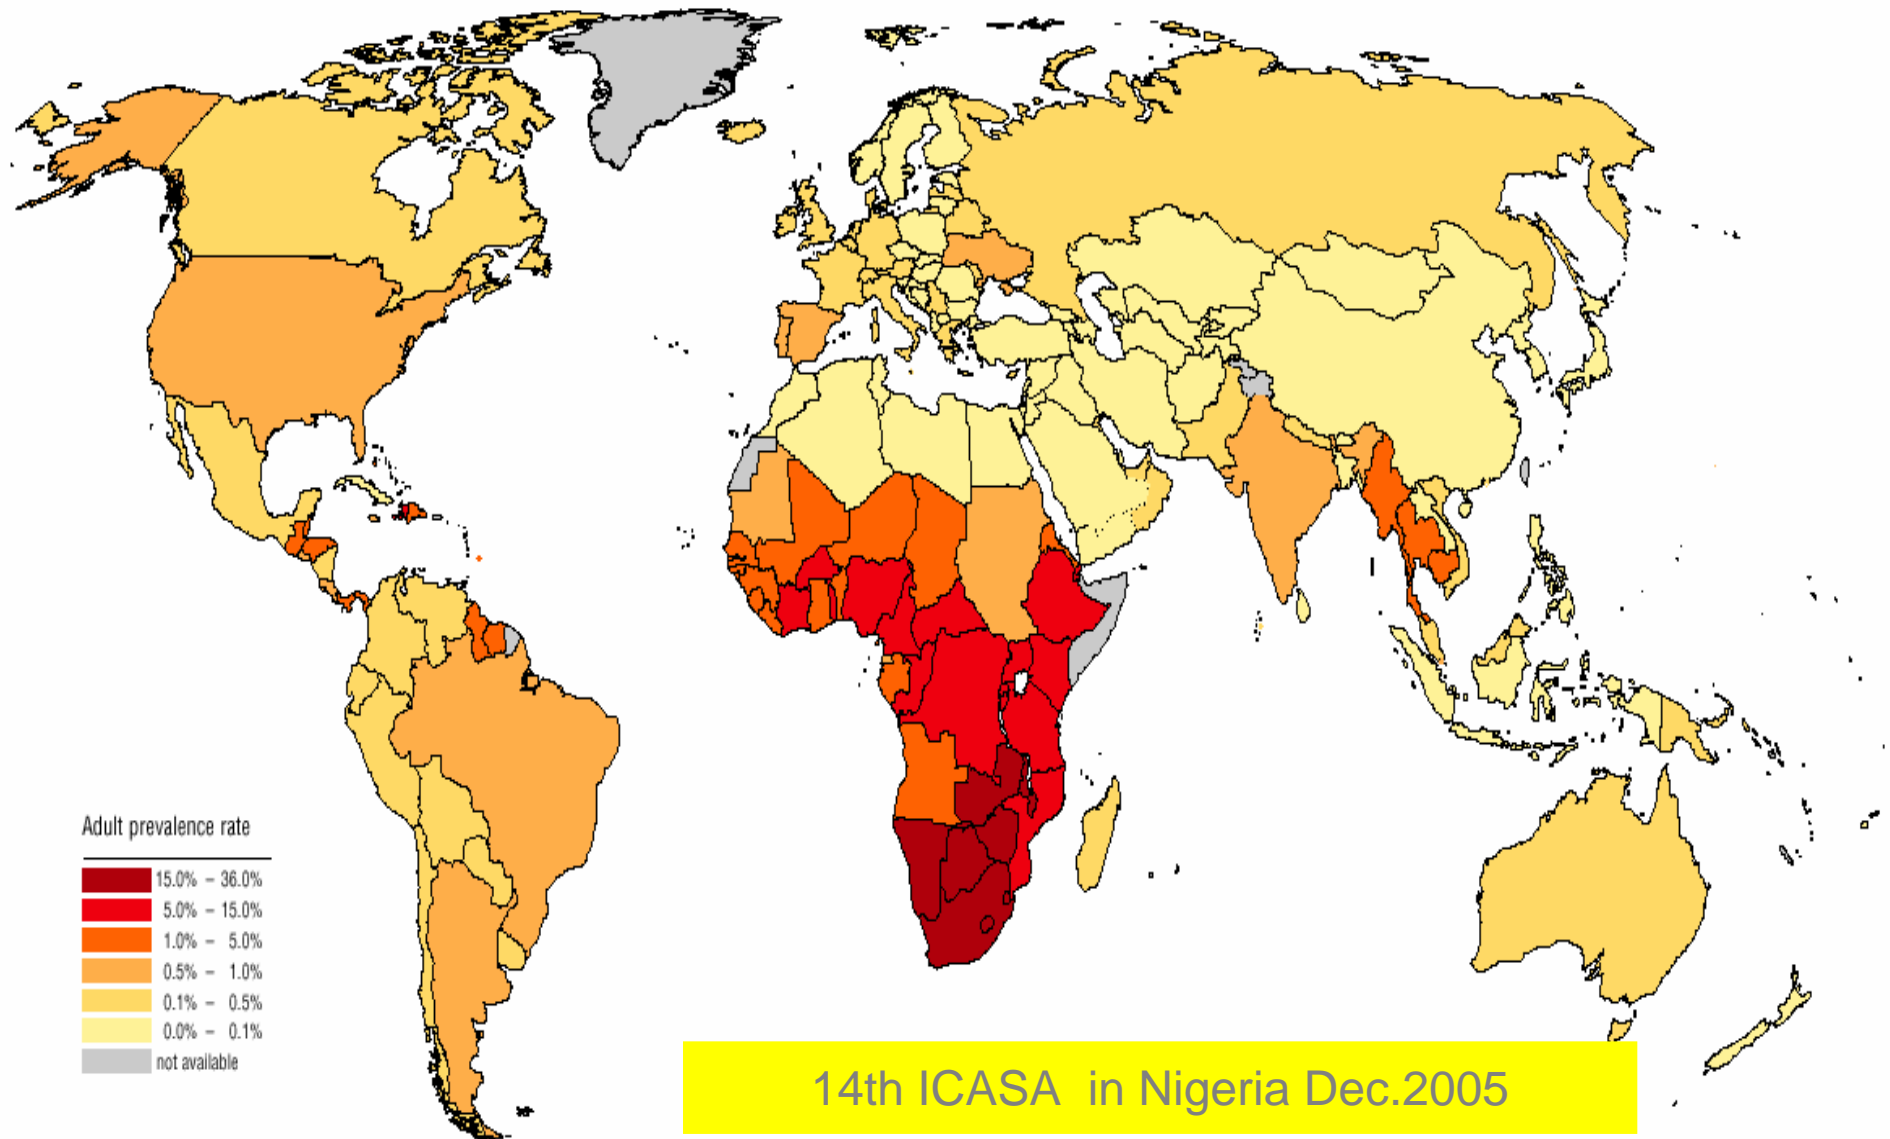 Adult prevalence rate
15.0% – 36.0%
5.0% – 15.0%
1.0% – 5.0%
0.5% – 1.0%
0.1% – 0.5%
0.0% – 0.1%
not available
14th ICASA in Nigeria Dec.2005